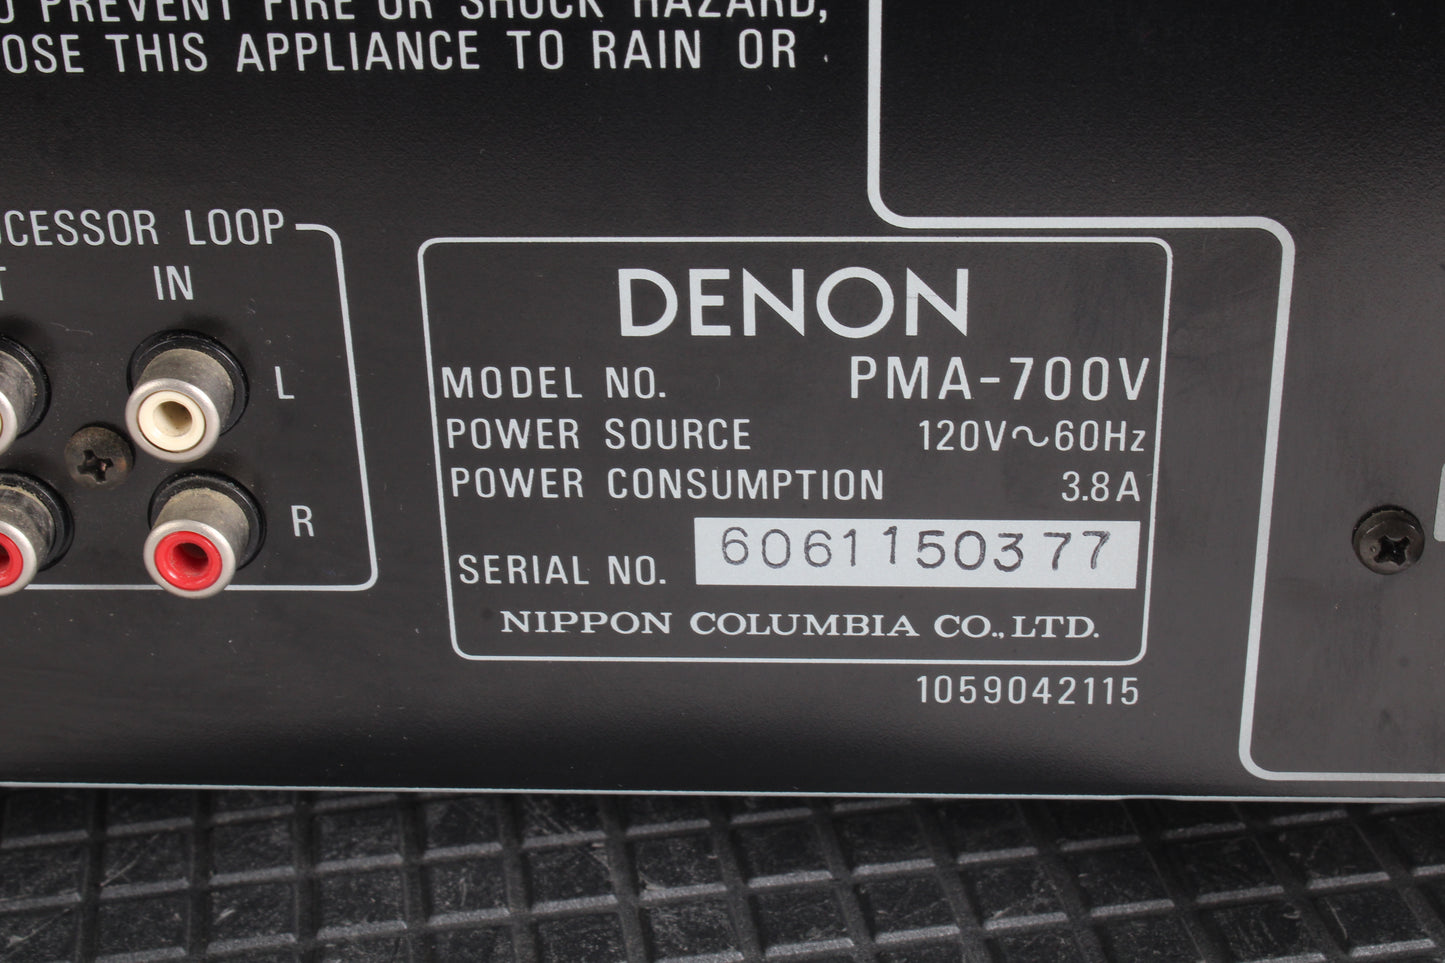 PREVENT FIRE OR SHOCK HAZARD,
OSE THIS APPLIANCE TO RAIN OR
CESSOR LOOP
T IN
L
R
DENON
MODEL NO. PMA-700V
POWER SOURCE 120V~60Hz
POWER CONSUMPTION 3.8A
SERIAL NO. 6061150377
NIPPON COLUMBIA CO., LTD.
1059042115